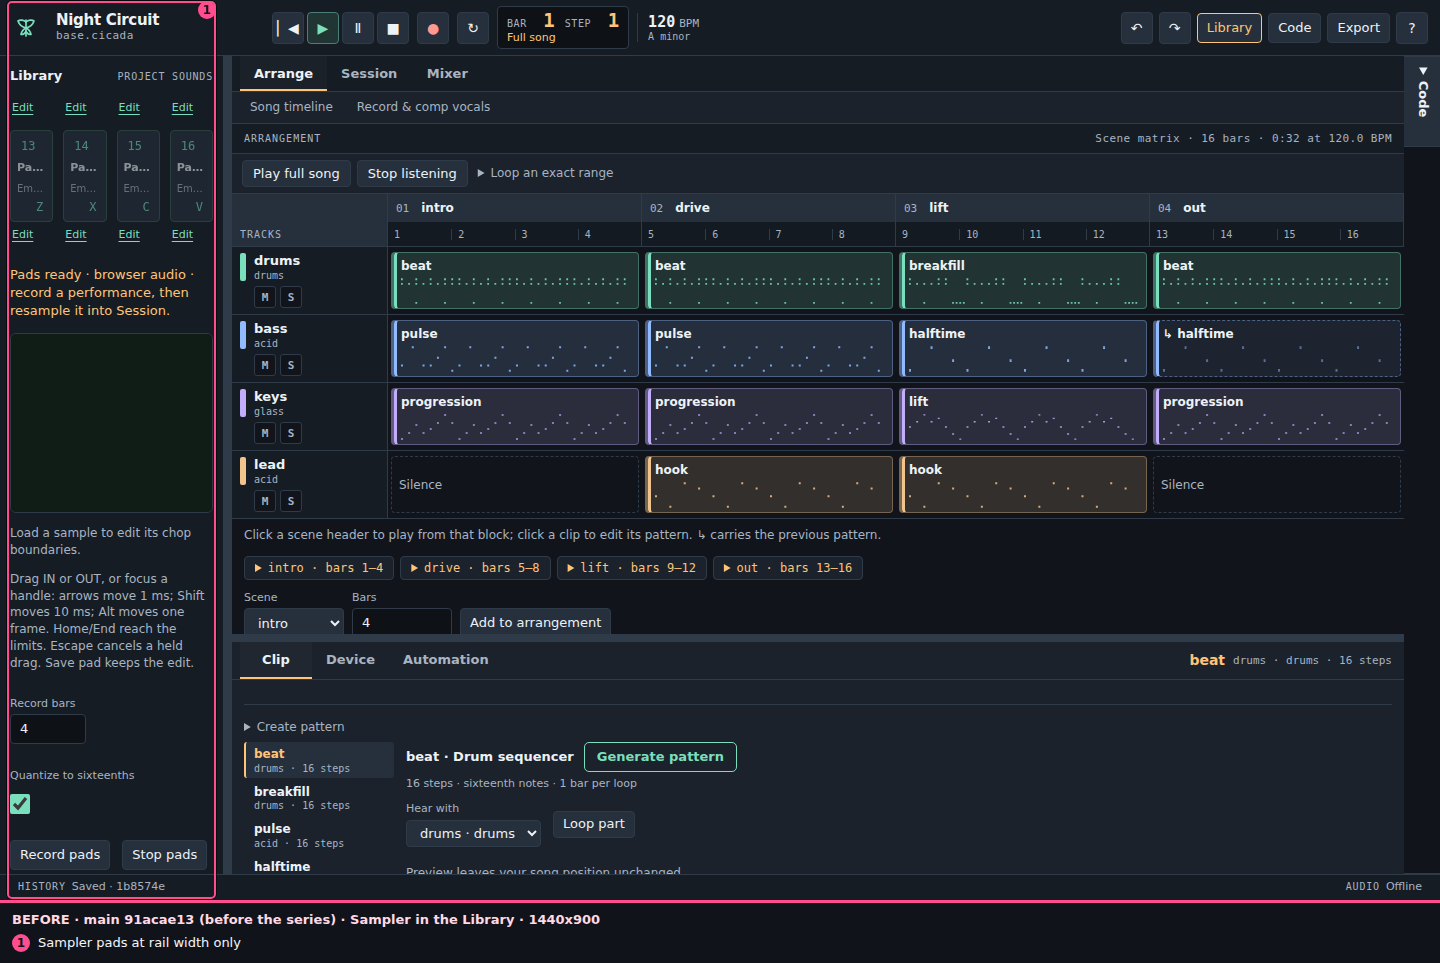 Night Circuit
base.cicada
1
BAR 1 STEP 1
Full song
120 BPM
A minor
Library
Code
Export
?
Library PROJECT SOUNDS
Edit Edit Edit Edit
13 14 15 16
Pa… Pa… Pa… Pa…
Em… Em… Em… Em…
Z X C V
Edit Edit Edit Edit
Pads ready · browser audio ·
record a performance, then
resample it into Session.
Load a sample to edit its chop
boundaries.
Drag IN or OUT, or focus a
handle: arrows move 1 ms; Shift
moves 10 ms; Alt moves one
frame. Home/End reach the
limits. Escape cancels a held
drag. Save pad keeps the edit.
Record bars
4
Quantize to sixteenths
Record pads Stop pads
Arrange Session Mixer
Song timeline Record & comp vocals
ARRANGEMENT Scene matrix · 16 bars · 0:32 at 120.0 BPM
Play full song Stop listening ▶ Loop an exact range
01 intro 02 drive 03 lift 04 out
TRACKS 1 2 3 4 5 6 7 8 9 10 11 12 13 14 15 16
drums
drums
M S
beat beat breakfill beat
bass
acid
M S
pulse pulse halftime ↳ halftime
keys
glass
M S
progression progression lift progression
lead
acid
M S
Silence hook hook Silence
Click a scene header to play from that block; click a clip to edit its pattern. ↳ carries the previous pattern.
▶ intro · bars 1–4 ▶ drive · bars 5–8 ▶ lift · bars 9–12 ▶ out · bars 13–16
Scene Bars
intro 4 Add to arrangement
Clip Device Automation beat drums · drums · 16 steps
▶ Create pattern
beat
drums · 16 steps
breakfill
drums · 16 steps
pulse
acid · 16 steps
halftime
beat · Drum sequencer Generate pattern
16 steps · sixteenth notes · 1 bar per loop
Hear with
drums · drums Loop part
Preview leaves your song position unchanged
▼ Code
HISTORY Saved · 1b8574e AUDIO Offline
BEFORE · main 91acae13 (before the series) · Sampler in the Library · 1440x900
1 Sampler pads at rail width only